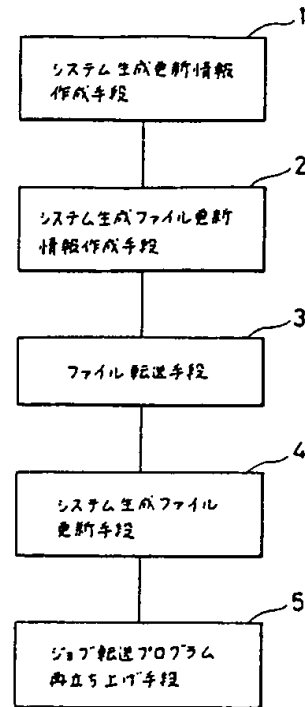 1
システム生成更新情報
作成手段
2
システム生成ファイル更新
情報作成手段
3
ファイル転送手段
4
システム生成ファイル
更新手段
5
ジョブ転送プログラム
再立ち上げ手段